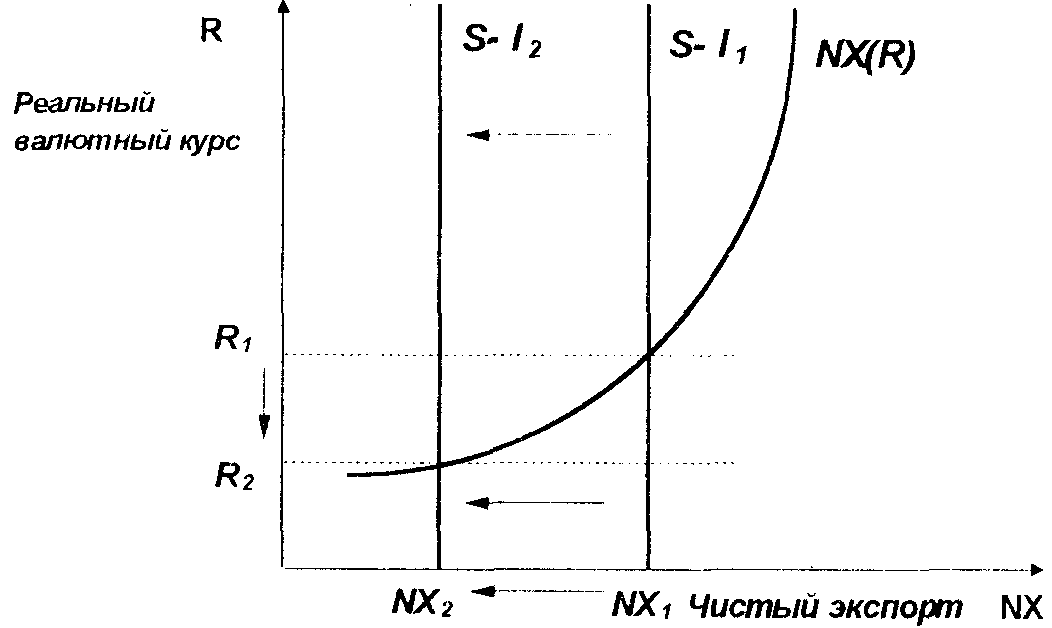 R
S- I₂
S- I₁
NX(R)
Реальный
валютный курс
R₁
R₂
NX₂
NX₁ Чистый экспорт NX